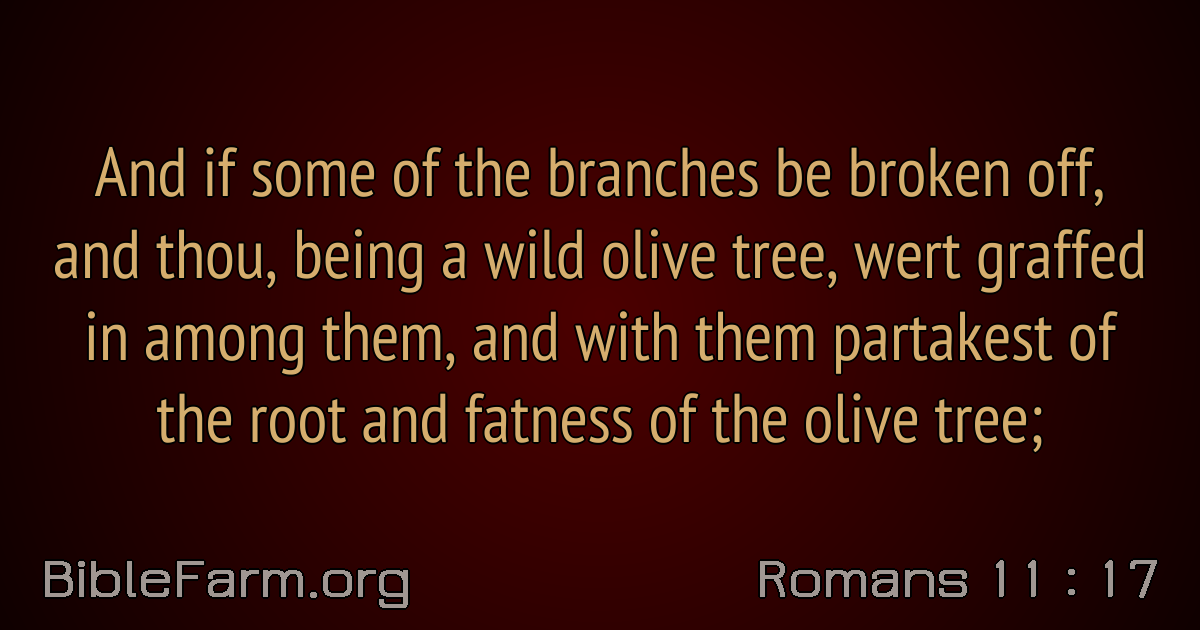 And if some of the branches be broken off,
and thou, being a wild olive tree, wert graffed
in among them, and with them partakest of
the root and fatness of the olive tree;
BibleFarm.org
Romans 11 : 17